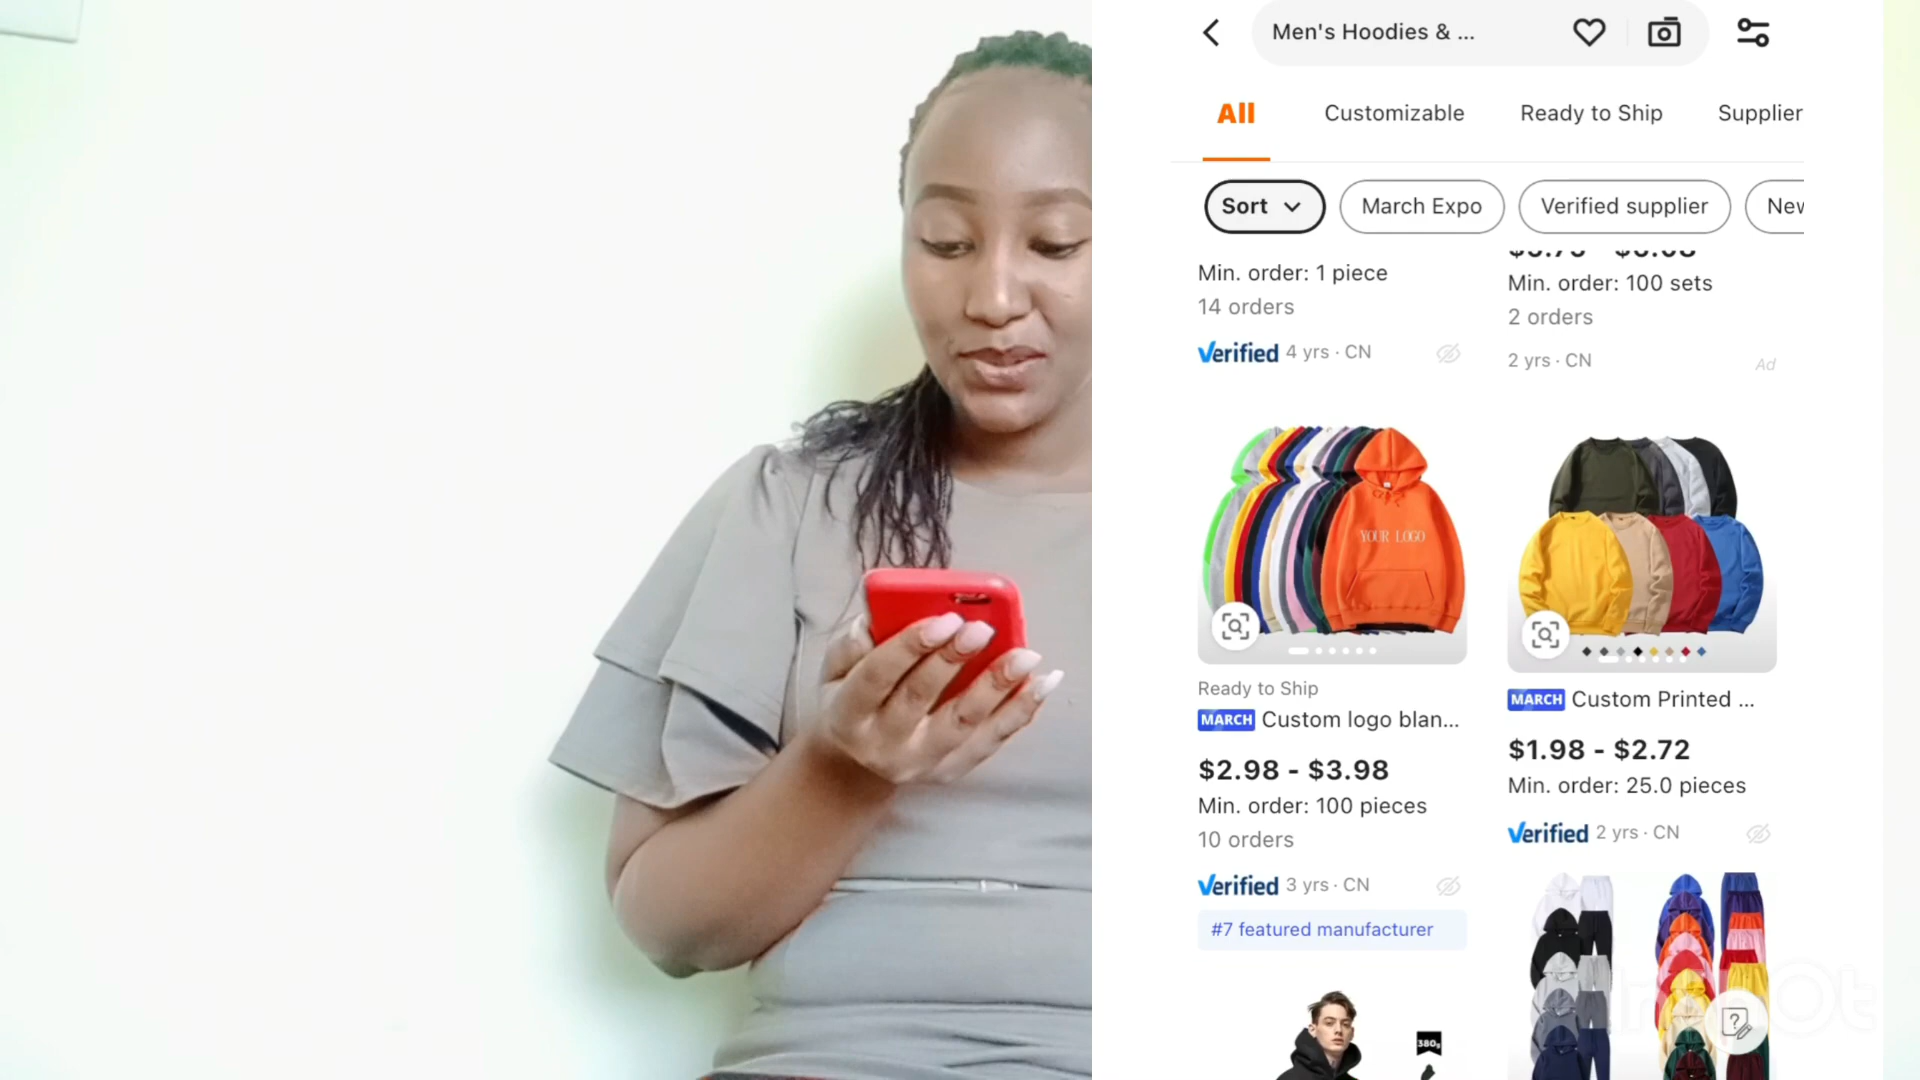 Men's Hoodies & ...
All
Customizable
Ready to Ship
Supplier
Sort
March Expo
Verified supplier
New
Min. order: 1 piece
14 orders
Verified 4 yrs · CN
Min. order: 100 sets
2 orders
2 yrs · CN
Ad
YOUR LOGO
Ready to Ship
MARCH Custom logo blan...
$2.98 - $3.98
Min. order: 100 pieces
10 orders
Verified 3 yrs · CN
#7 featured manufacturer
MARCH Custom Printed ...
$1.98 - $2.72
Min. order: 25.0 pieces
Verified 2 yrs · CN
380g